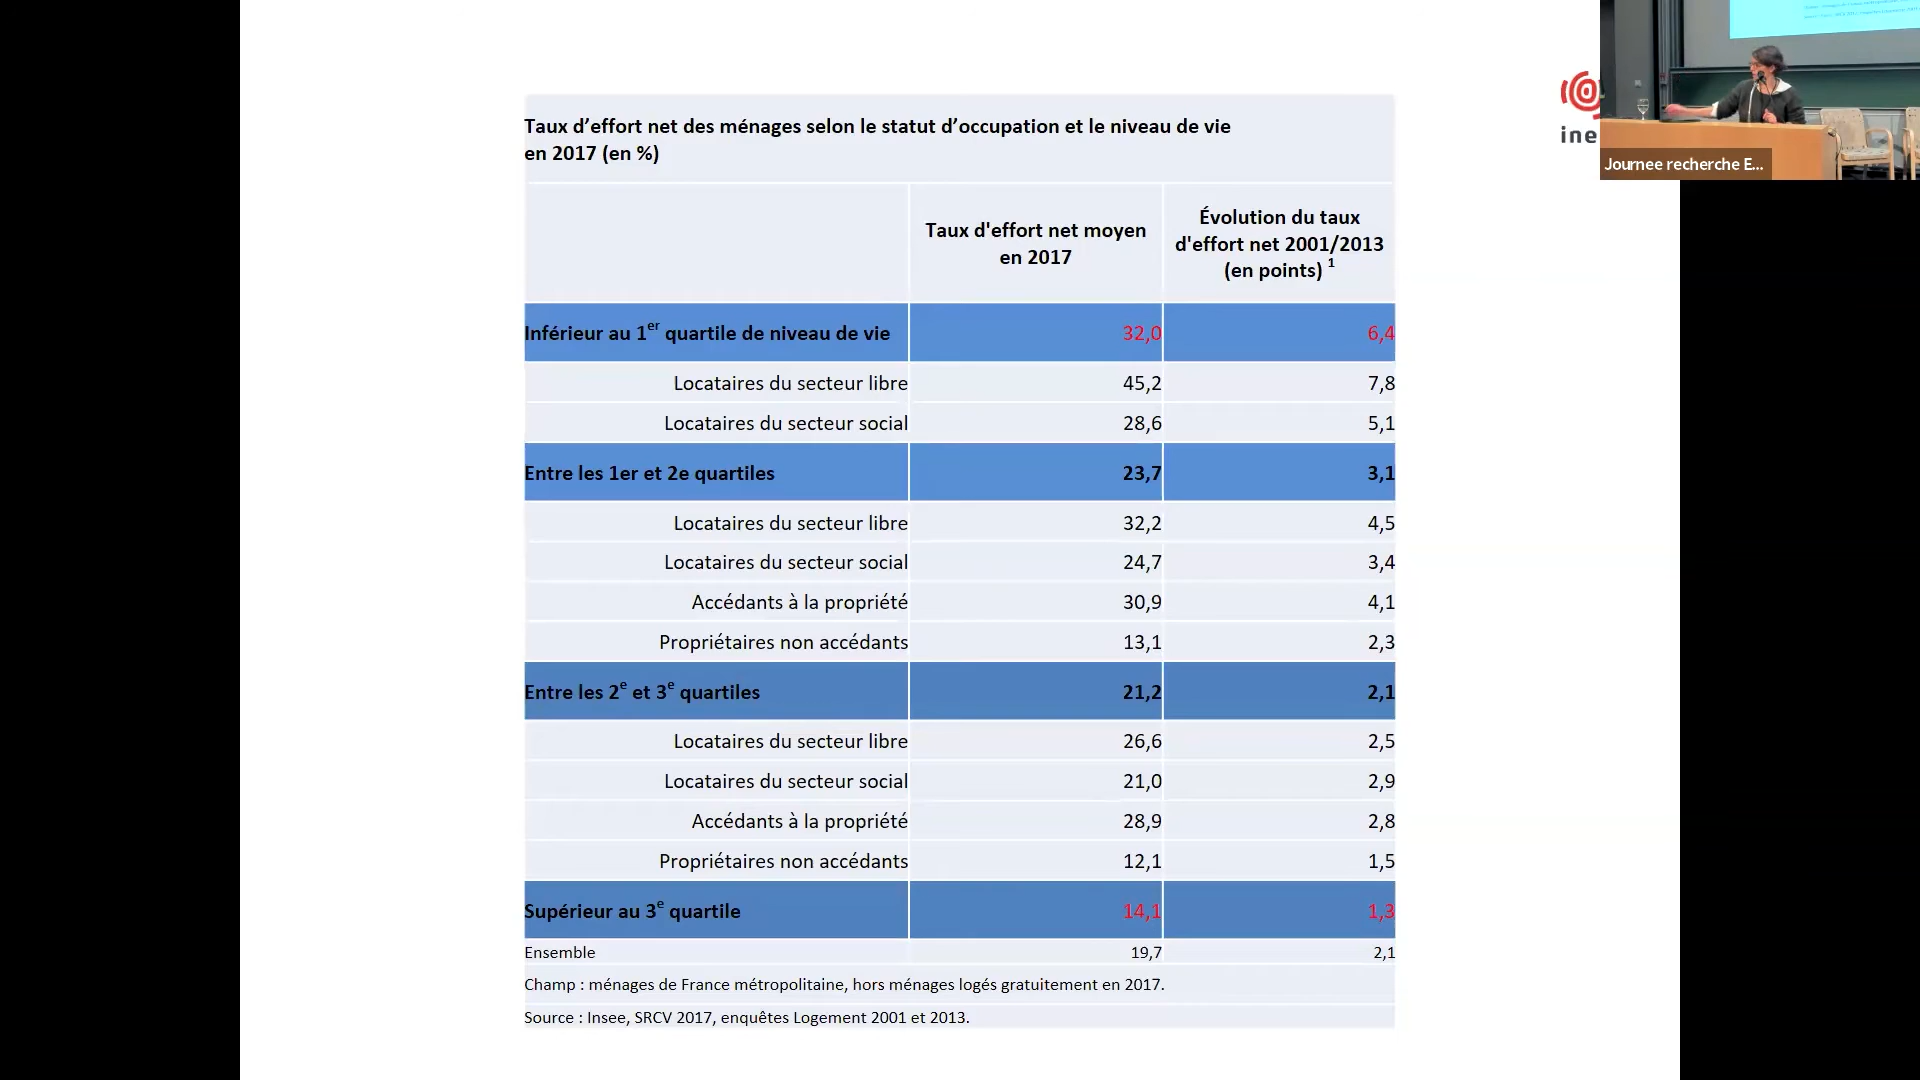 Taux d’effort net des ménages selon le statut d’occupation et le niveau de vie
en 2017 (en %)
Taux d'effort net moyen
en 2017
Évolution du taux
d'effort net 2001/2013
(en points) 1
Inférieur au 1er quartile de niveau de vie 32,0 6,4
Locataires du secteur libre 45,2 7,8
Locataires du secteur social 28,6 5,1
Entre les 1er et 2e quartiles 23,7 3,1
Locataires du secteur libre 32,2 4,5
Locataires du secteur social 24,7 3,4
Accédants à la propriété 30,9 4,1
Propriétaires non accédants 13,1 2,3
Entre les 2e et 3e quartiles 21,2 2,1
Locataires du secteur libre 26,6 2,5
Locataires du secteur social 21,0 2,9
Accédants à la propriété 28,9 2,8
Propriétaires non accédants 12,1 1,5
Supérieur au 3e quartile 14,1 1,3
Ensemble 19,7 2,1
Champ : ménages de France métropolitaine, hors ménages logés gratuitement en 2017.
Source : Insee, SRCV 2017, enquêtes Logement 2001 et 2013.
ine
Journee recherche E...